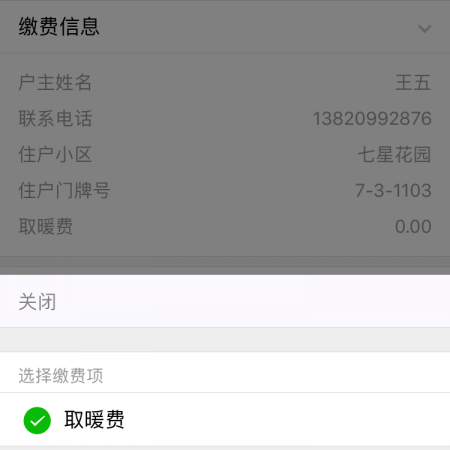 缴费信息
户主姓名 王五
联系电话 13820992876
住户小区 七星花园
住户门牌号 7-3-1103
取暖费 0.00
关闭
选择缴费项
取暖费